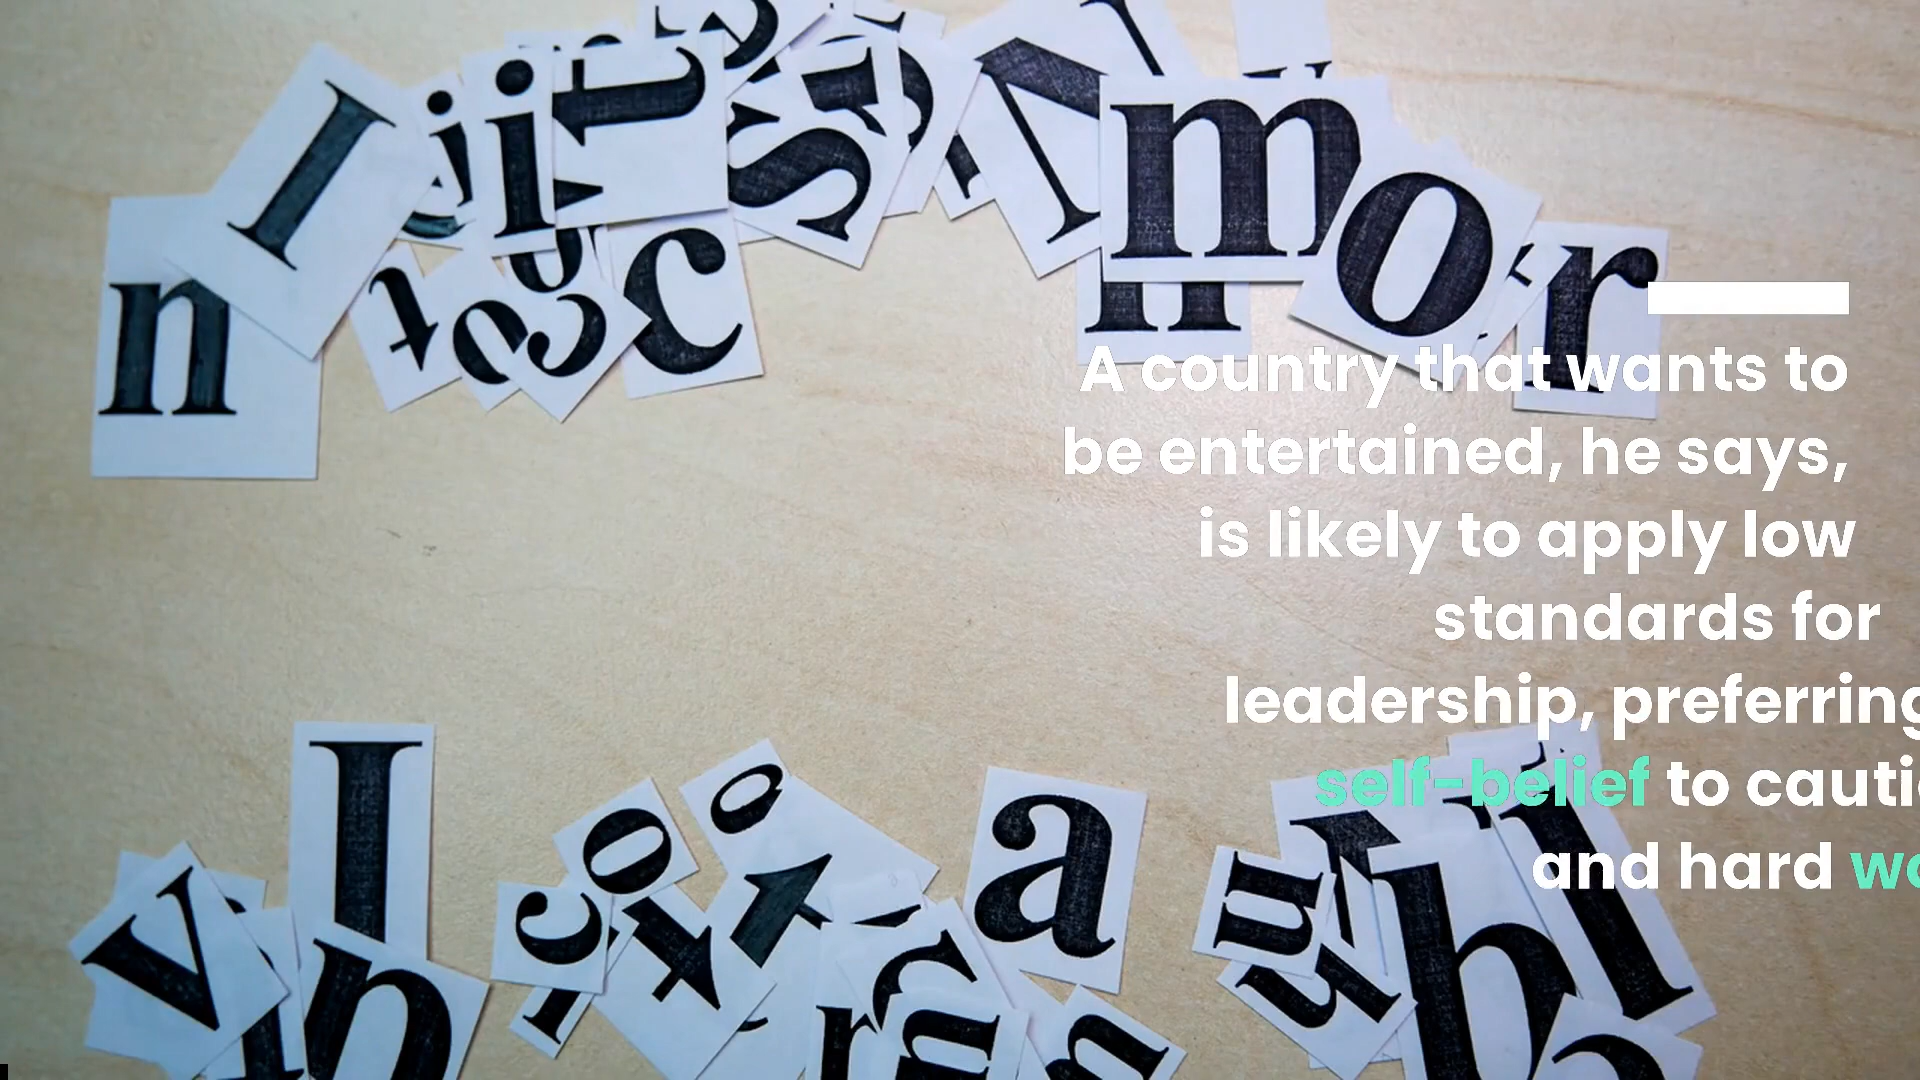 A country that wants to
be entertained, he says,
is likely to apply low
standards for
leadership, preferring
self-belief to
and hard